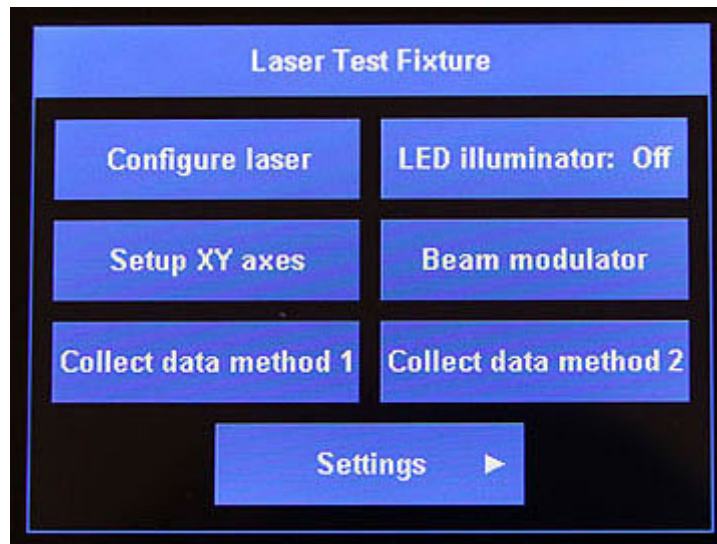 Laser Test Fixture
Configure laser
LED illuminator: Off
Setup XY axes
Beam modulator
Collect data method 1
Collect data method 2
Settings